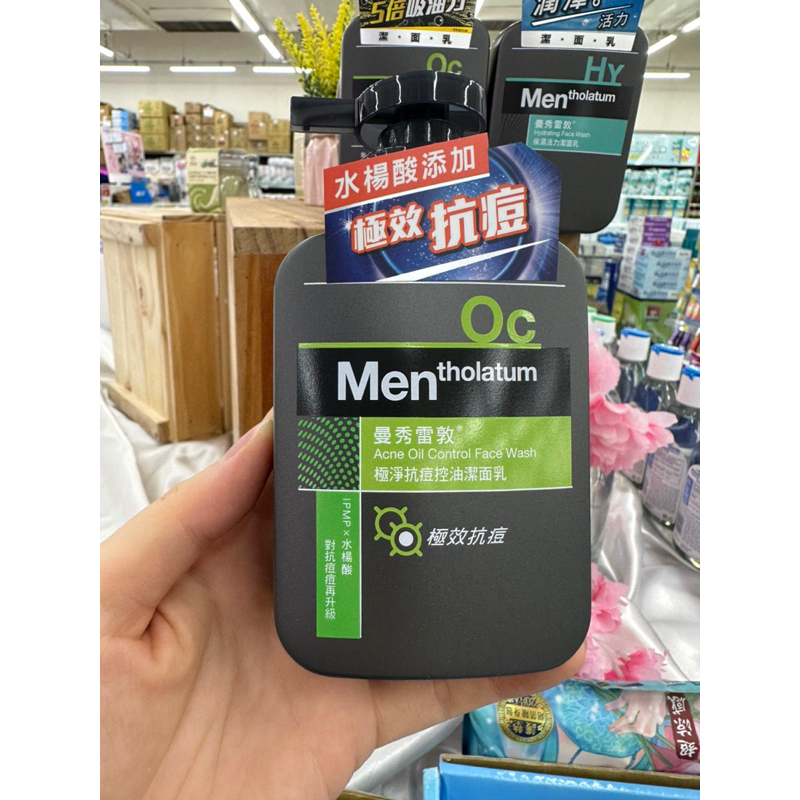 5倍吸油力
潔・面・乳
Oc
潤澤。
活力
潔・面・乳
Hy
Mentholatum
曼秀雷敦
Hydrating Face Wash
保濕活力潔面乳
水楊酸添加
極效抗痘
Oc
Mentholatum
曼秀雷敦®
Acne Oil Control Face Wash
極淨抗痘控油潔面乳
IPMP×水楊酸
對抗痘痘再升級
極效抗痘
超涼感